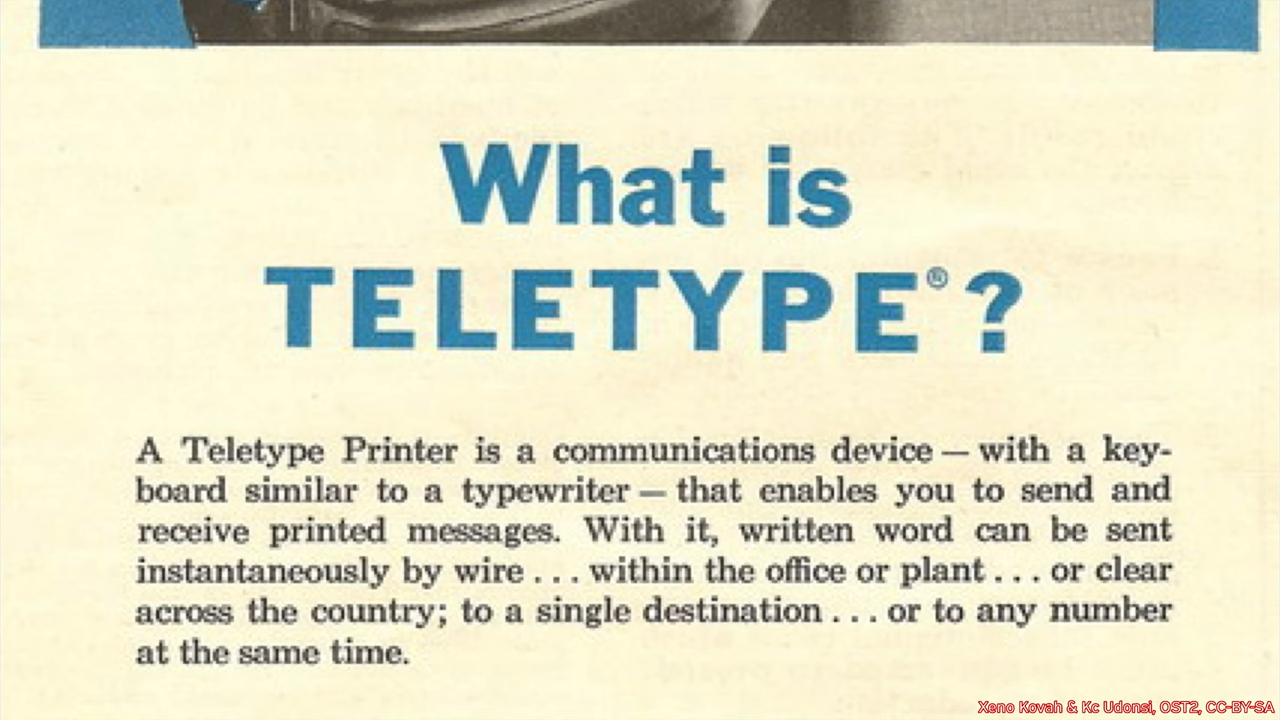 What is
TELETYPE®?
A Teletype Printer is a communications device — with a key-
board similar to a typewriter — that enables you to send and
receive printed messages. With it, written word can be sent
instantaneously by wire . . . within the office or plant . . . or clear
across the country; to a single destination . . . or to any number
at the same time.
Xeno Kovah & Kc Udonsi, OST2, CC-BY-SA